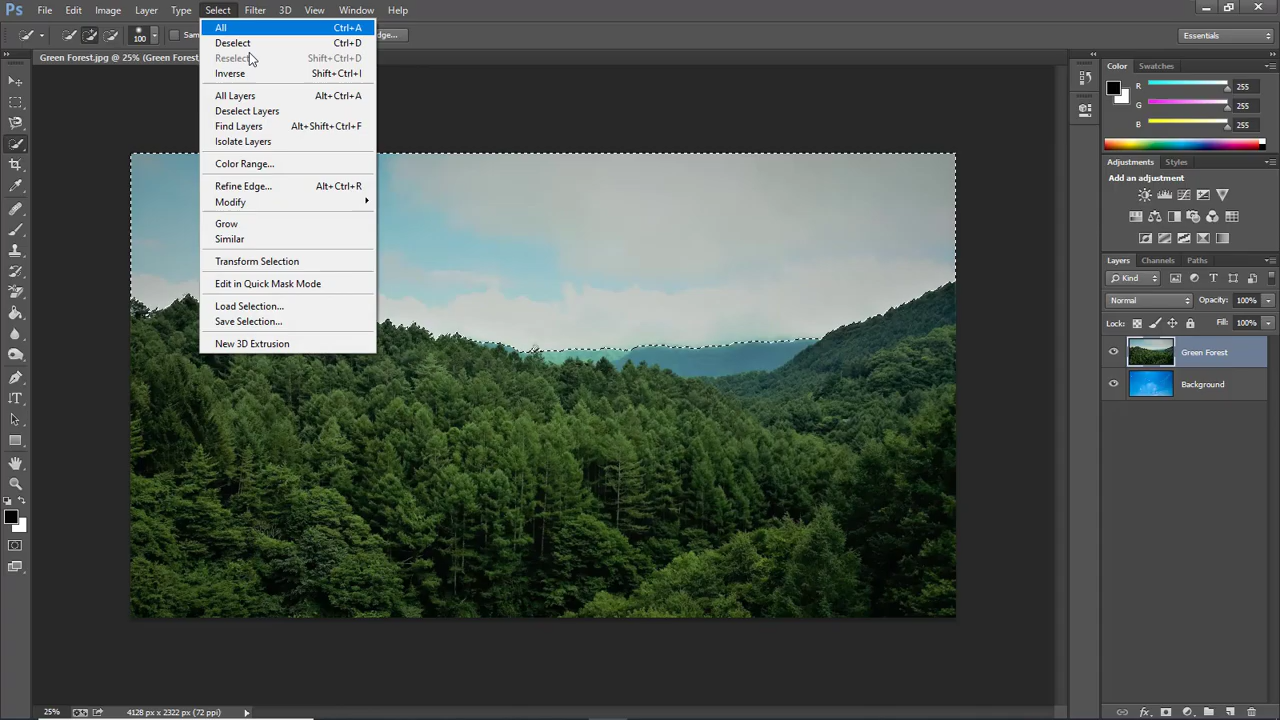 Ps File Edit Image Layer Type Select Filter 3D View Window Help
100 Sam dge... Essentials
Green Forest.jpg @ 25% (Green Forest
All Ctrl+A
Deselect Ctrl+D
Reselect Shift+Ctrl+D
Inverse Shift+Ctrl+I
All Layers Alt+Ctrl+A
Deselect Layers
Find Layers Alt+Shift+Ctrl+F
Isolate Layers
Color Range...
Refine Edge... Alt+Ctrl+R
Modify
Grow
Similar
Transform Selection
Edit in Quick Mask Mode
Load Selection...
Save Selection...
New 3D Extrusion
Color Swatches
R 255
G 255
B 255
Adjustments Styles
Add an adjustment
Layers Channels Paths
Kind
Normal Opacity: 100%
Lock: Fill: 100%
Green Forest
Background
25% 4128 px x 2322 px (72 ppi)